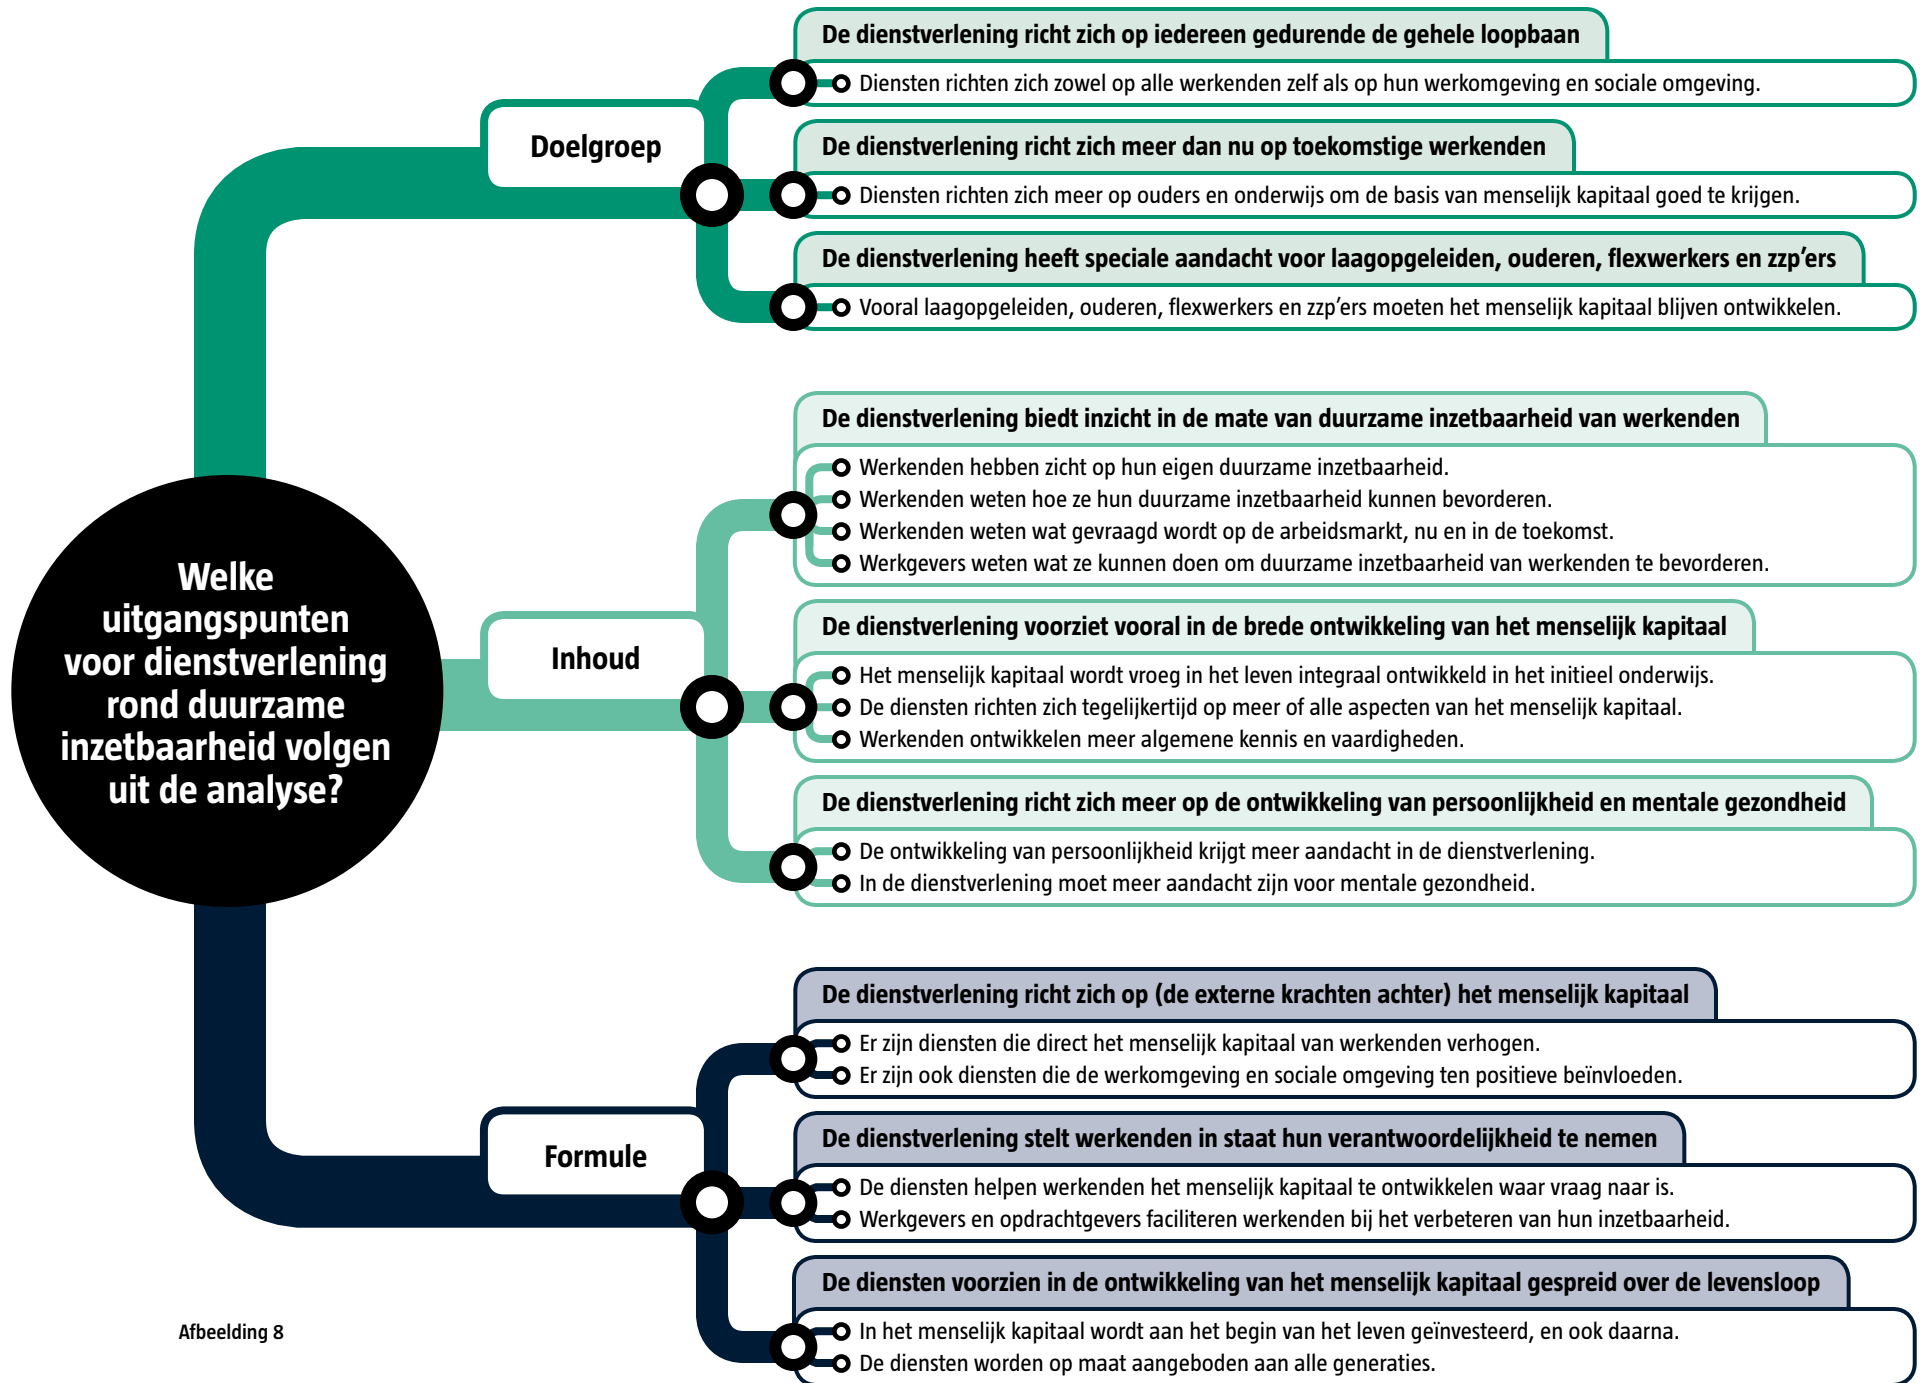 Welke
uitgangspunten
voor dienstverlening
rond duurzame
inzetbaarheid volgen
uit de analyse?
Doelgroep
De dienstverlening richt zich op iedereen gedurende de gehele loopbaan
Diensten richten zich zowel op alle werkenden zelf als op hun werkomgeving en sociale omgeving.
De dienstverlening richt zich meer dan nu op toekomstige werkenden
Diensten richten zich meer op ouders en onderwijs om de basis van menselijk kapitaal goed te krijgen.
De dienstverlening heeft speciale aandacht voor laagopgeleiden, ouderen, flexwerkers en zzp’ers
Vooral laagopgeleiden, ouderen, flexwerkers en zzp’ers moeten het menselijk kapitaal blijven ontwikkelen.
Inhoud
De dienstverlening biedt inzicht in de mate van duurzame inzetbaarheid van werkenden
Werkenden hebben zicht op hun eigen duurzame inzetbaarheid.
Werkenden weten hoe ze hun duurzame inzetbaarheid kunnen bevorderen.
Werkenden weten wat gevraagd wordt op de arbeidsmarkt, nu en in de toekomst.
Werkgevers weten wat ze kunnen doen om duurzame inzetbaarheid van werkenden te bevorderen.
De dienstverlening voorziet vooral in de brede ontwikkeling van het menselijk kapitaal
Het menselijk kapitaal wordt vroeg in het leven integraal ontwikkeld in het initieel onderwijs.
De diensten richten zich tegelijkertijd op meer of alle aspecten van het menselijk kapitaal.
Werkenden ontwikkelen meer algemene kennis en vaardigheden.
De dienstverlening richt zich meer op de ontwikkeling van persoonlijkheid en mentale gezondheid
De ontwikkeling van persoonlijkheid krijgt meer aandacht in de dienstverlening.
In de dienstverlening moet meer aandacht zijn voor mentale gezondheid.
Formule
De dienstverlening richt zich op (de externe krachten achter) het menselijk kapitaal
Er zijn diensten die direct het menselijk kapitaal van werkenden verhogen.
Er zijn ook diensten die de werkomgeving en sociale omgeving ten positieve beïnvloeden.
De dienstverlening stelt werkenden in staat hun verantwoordelijkheid te nemen
De diensten helpen werkenden het menselijk kapitaal te ontwikkelen waar vraag naar is.
Werkgevers en opdrachtgevers faciliteren werkenden bij het verbeteren van hun inzetbaarheid.
De diensten voorzien in de ontwikkeling van het menselijk kapitaal gespreid over de levensloop
In het menselijk kapitaal wordt aan het begin van het leven geïnvesteerd, en ook daarna.
De diensten worden op maat aangeboden aan alle generaties.
Afbeelding 8